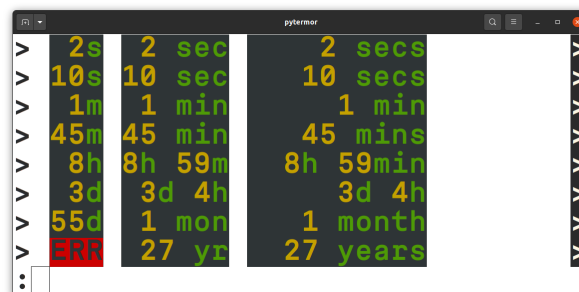 pytermor
> 2s 2 sec 2 secs >
> 10s 10 sec 10 secs >
> 1m 1 min 1 min >
> 45m 45 min 45 mins >
> 8h 8h 59m 8h 59min >
> 3d 3d 4h 3d 4h >
> 55d 1 mon 1 month >
> ERR 27 yr 27 years >
: